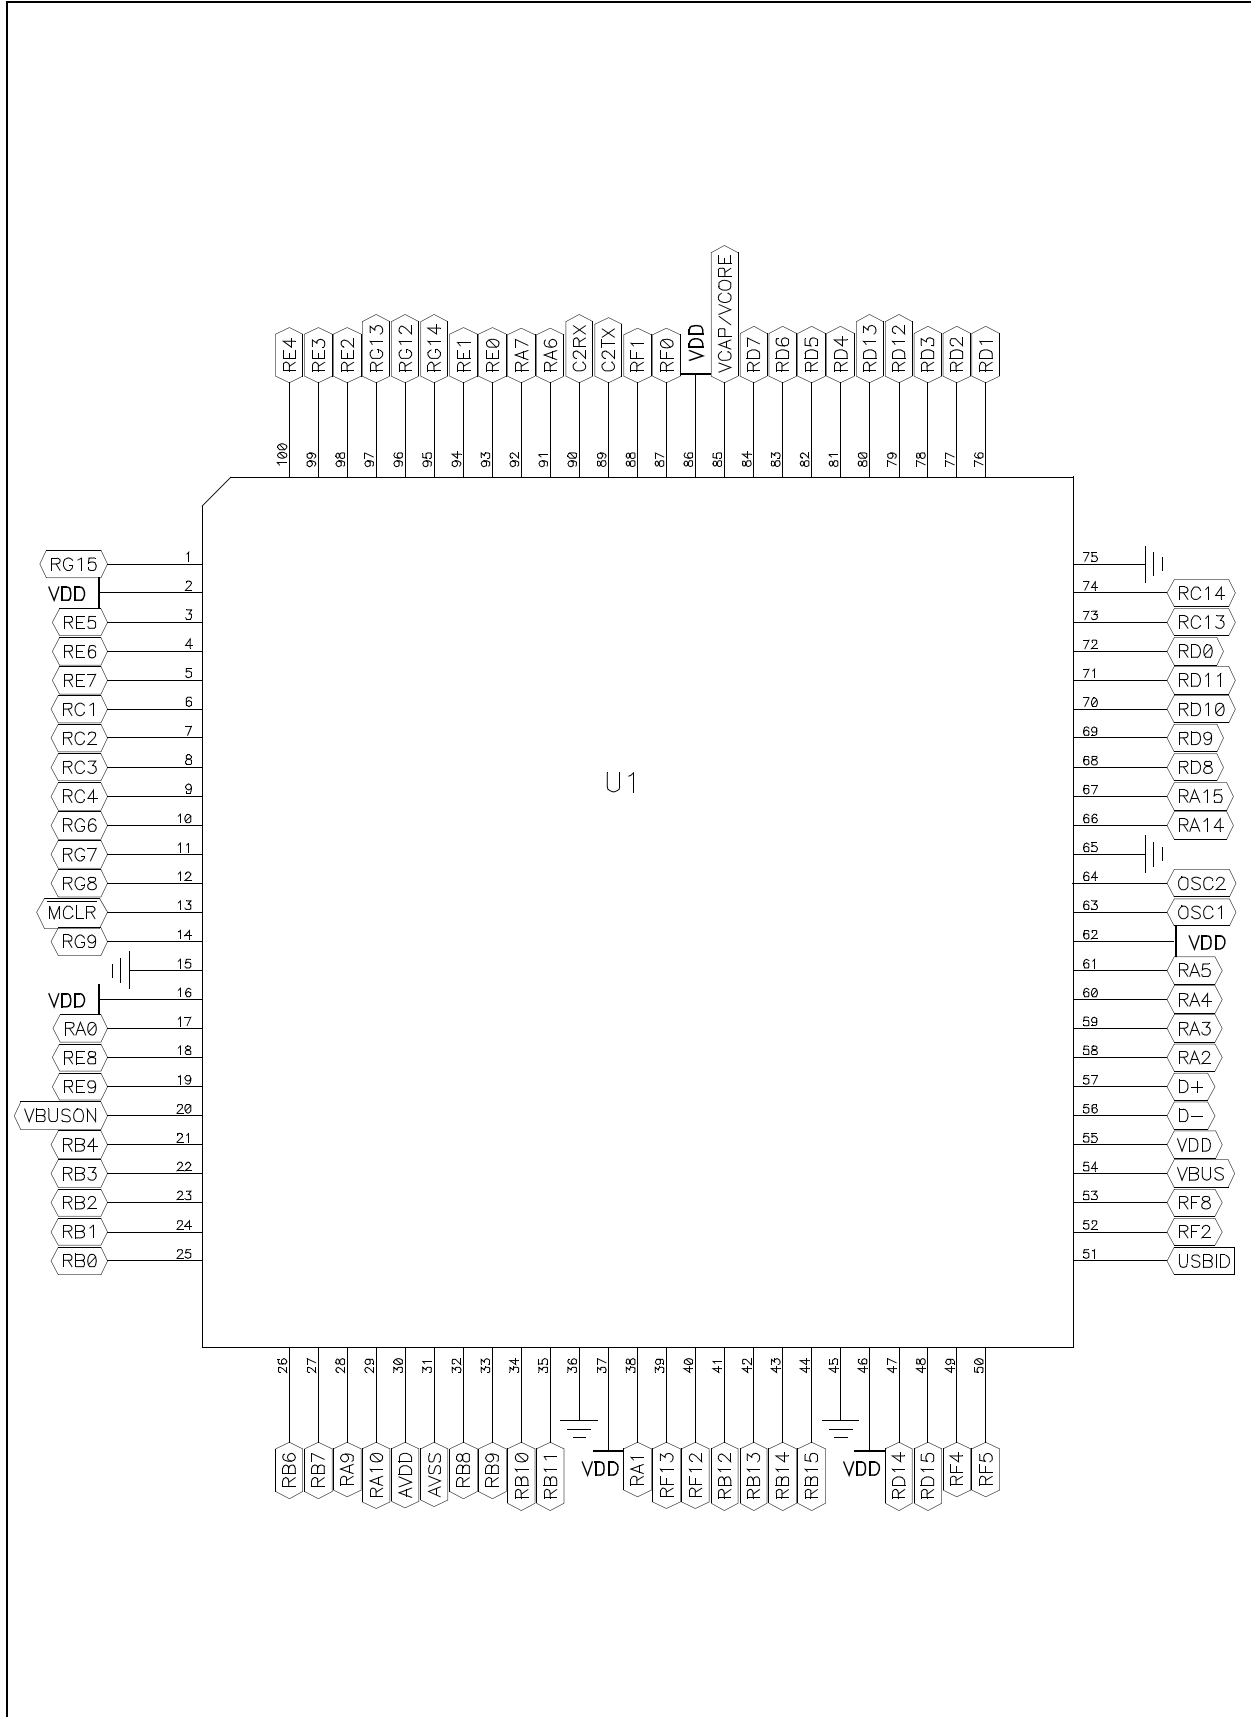 RE4 RE3 RE2 RG13 RG12 RG14 RE1 RE0 RA7 RA6 C2RX C2TX RF1 RF0 VDD VCAP/VCORE RD7 RD6 RD5 RD4 RD13 RD12 RD3 RD2 RD1
100 99 98 97 96 95 94 93 92 91 90 89 88 87 86 85 84 83 82 81 80 79 78 77 76
RG15 1
VDD 2
RE5 3
RE6 4
RE7 5
RC1 6
RC2 7
RC3 8
RC4 9
RG6 10
RG7 11
RG8 12
MCLR 13
RG9 14
15
VDD 16
RA0 17
RE8 18
RE9 19
VBUSON 20
RB4 21
RB3 22
RB2 23
RB1 24
RB0 25
U1
75
74 RC14
73 RC13
72 RD0
71 RD11
70 RD10
69 RD9
68 RD8
67 RA15
66 RA14
65
64 OSC2
63 OSC1
62 VDD
61 RA5
60 RA4
59 RA3
58 RA2
57 D+
56 D-
55 VDD
54 VBUS
53 RF8
52 RF2
51 USBID
26 27 28 29 30 31 32 33 34 35 36 37 38 39 40 41 42 43 44 45 46 47 48 49 50
RB6 RB7 RA9 RA10 AVDD AVSS RB8 RB9 RB10 RB11 VDD RA1 RF13 RF12 RB12 RB13 RB14 RB15 VDD RD14 RD15 RF4 RF5